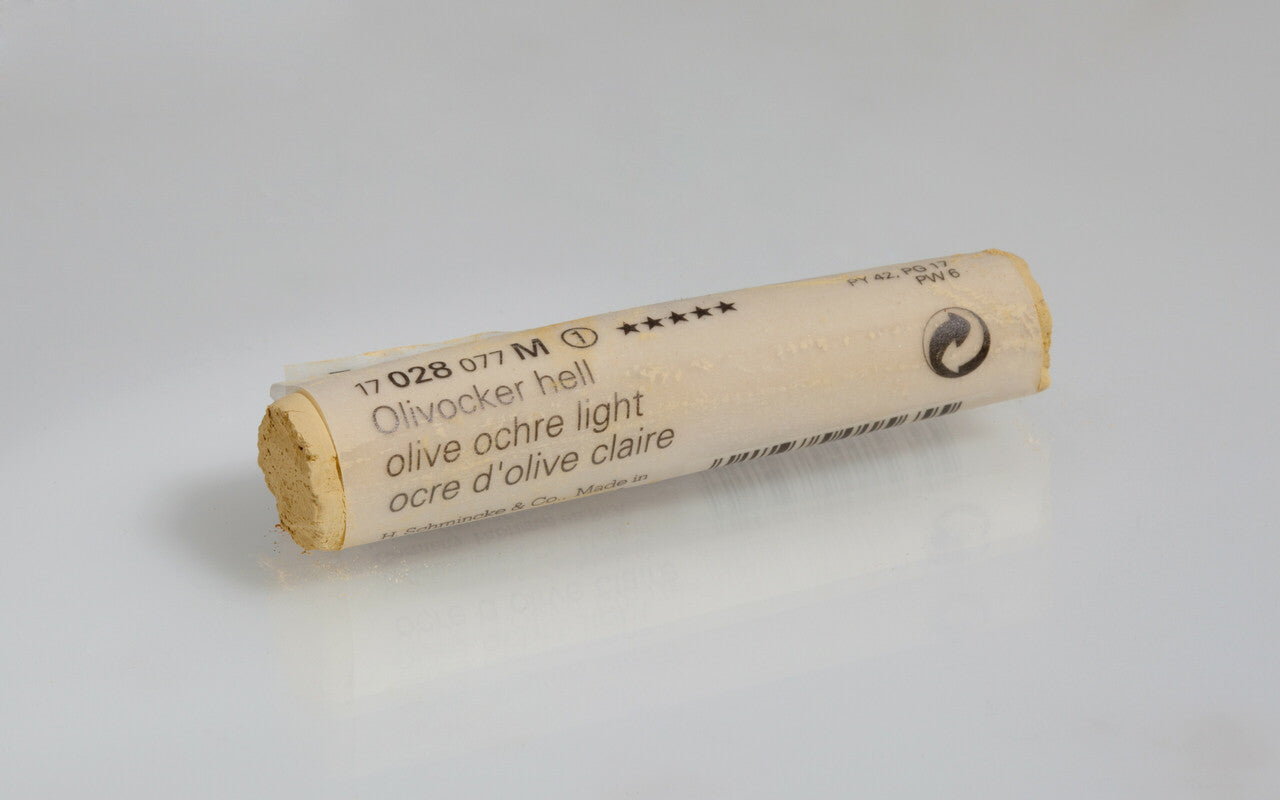 17 028 077 M ① ★★★★★
Olivocker hell
olive ochre light
ocre d'olive claire
H. Schmincke & Co., Made in
PY 42, PG 17
PW 6